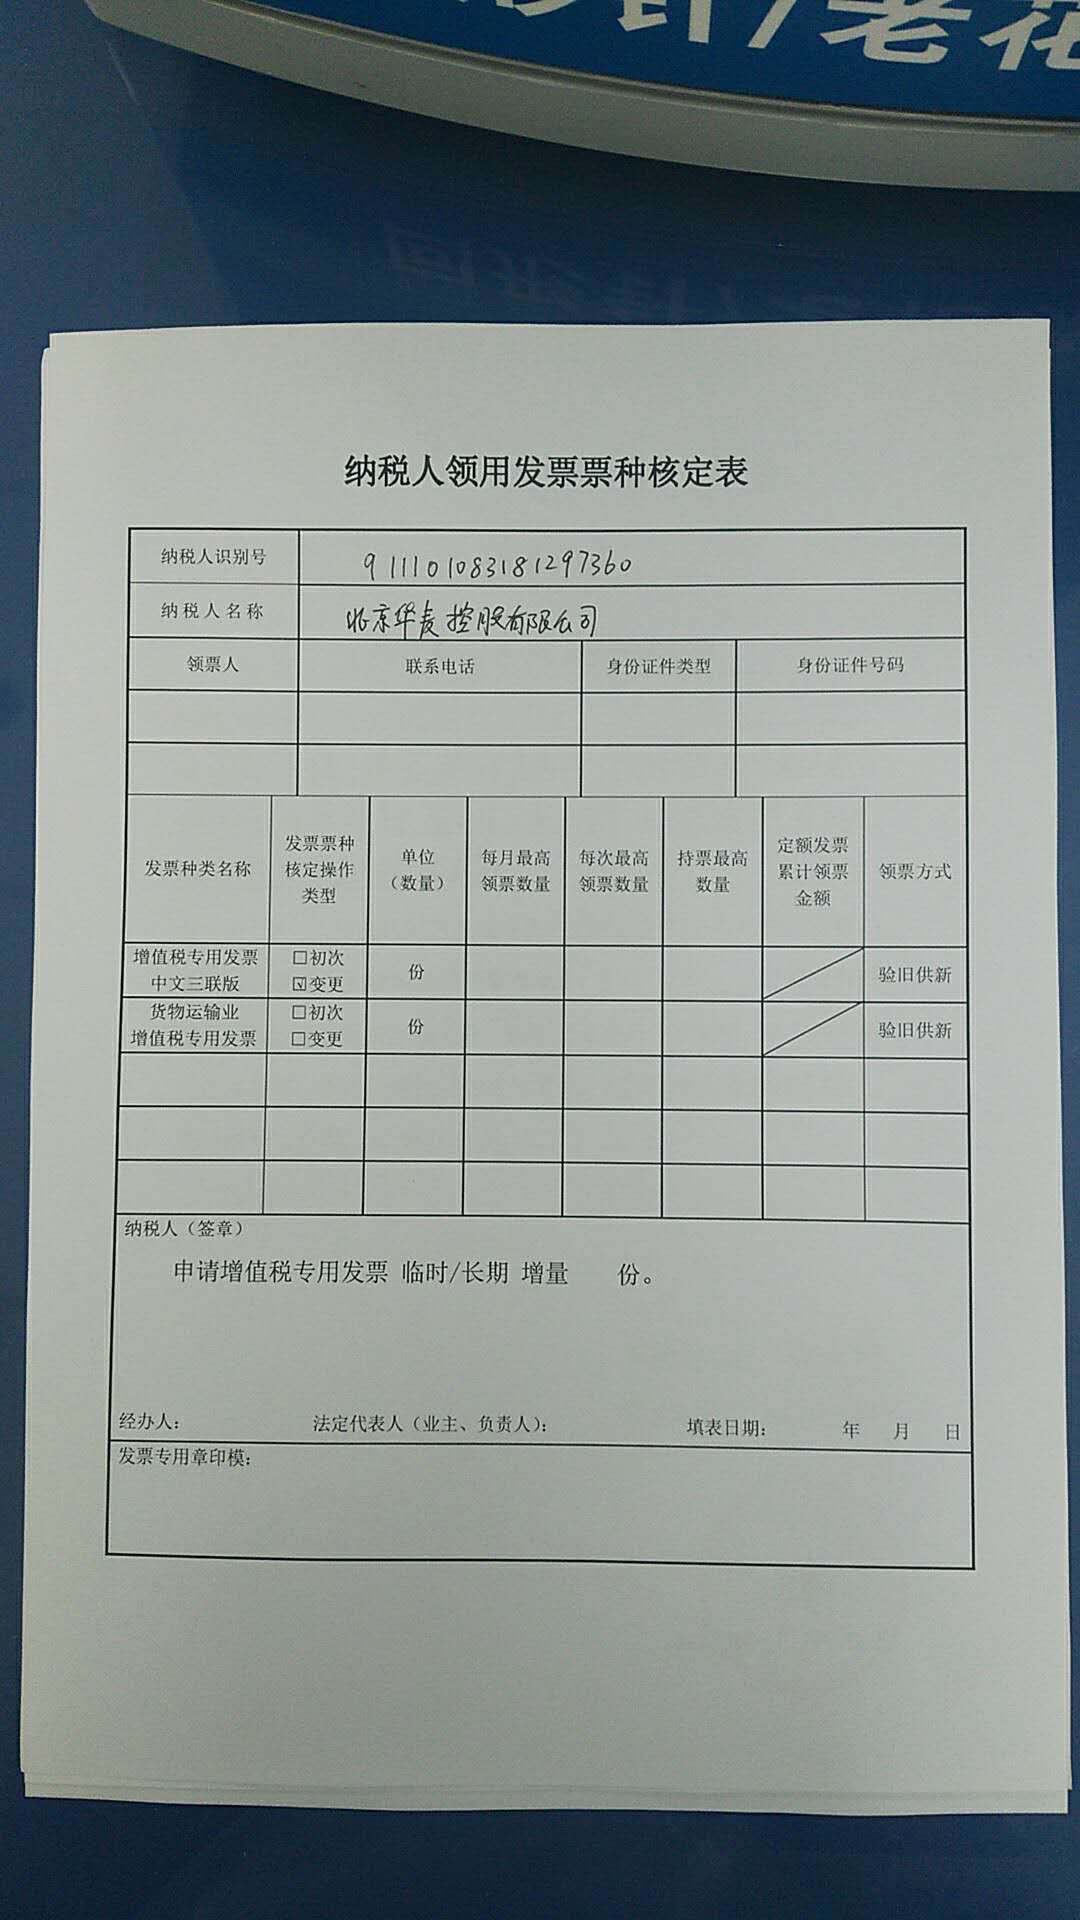 针/老花
纳税人领用发票票种核定表
纳税人识别号 911101083181297360
纳税人名称 北京华麦控股有限公司
领票人 联系电话 身份证件类型 身份证件号码
发票种类名称 发票票种核定操作类型 单位（数量） 每月最高领票数量 每次最高领票数量 持票最高数量 定额发票累计领票金额 领票方式
增值税专用发票中文三联版 □初次 ☑变更 份 验旧供新
货物运输业增值税专用发票 □初次 □变更 份 验旧供新
纳税人（签章）
申请增值税专用发票 临时/长期 增量 份。
经办人： 法定代表人（业主、负责人）： 填表日期： 年 月 日
发票专用章印模：